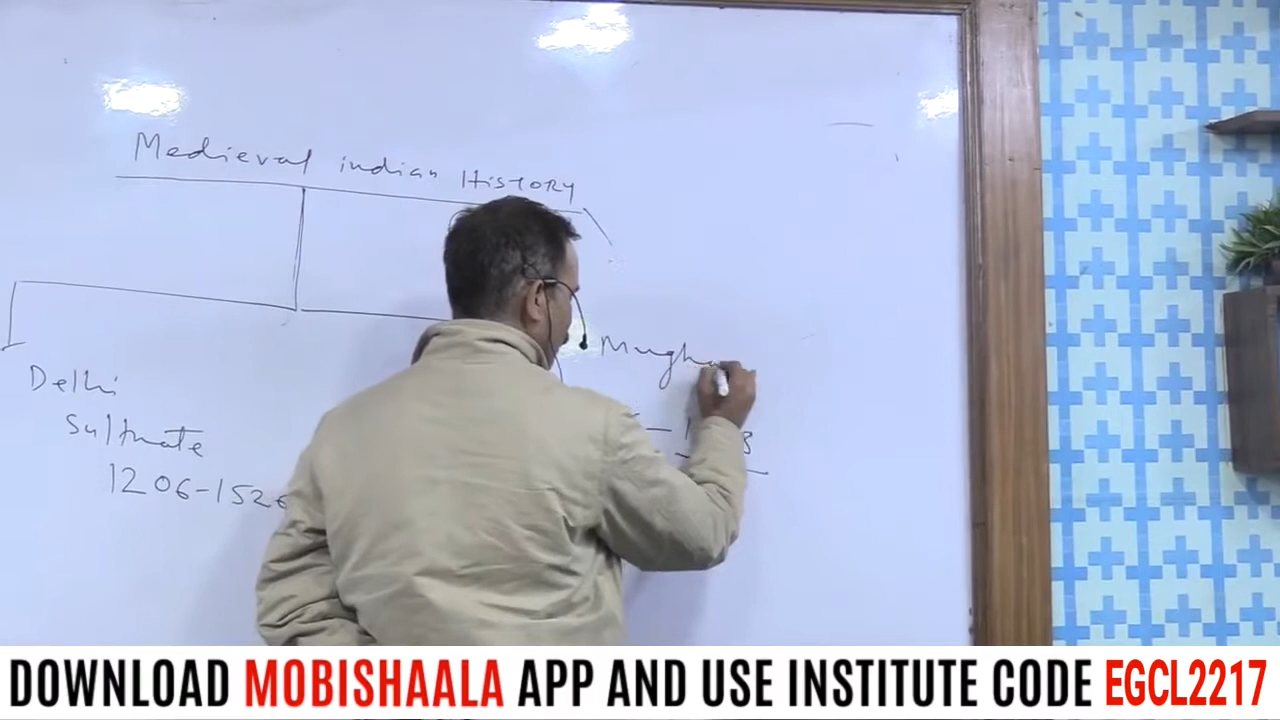 Medieval indian History
Delhi
Sultnate
1206-1526
Mugha
DOWNLOAD MOBISHAALA APP AND USE INSTITUTE CODE EGCL2217